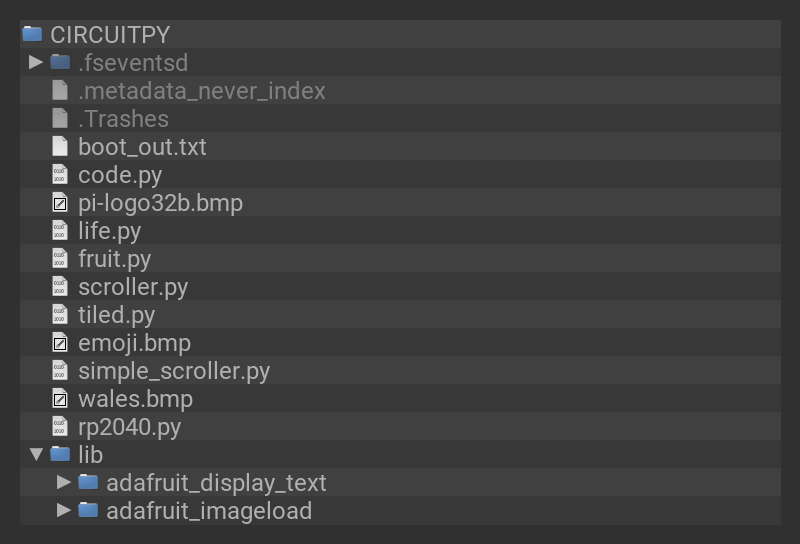 CIRCUITPY
.fseventsd
.metadata_never_index
.Trashes
boot_out.txt
code.py
pi-logo32b.bmp
life.py
fruit.py
scroller.py
tiled.py
emoji.bmp
simple_scroller.py
wales.bmp
rp2040.py
lib
adafruit_display_text
adafruit_imageload